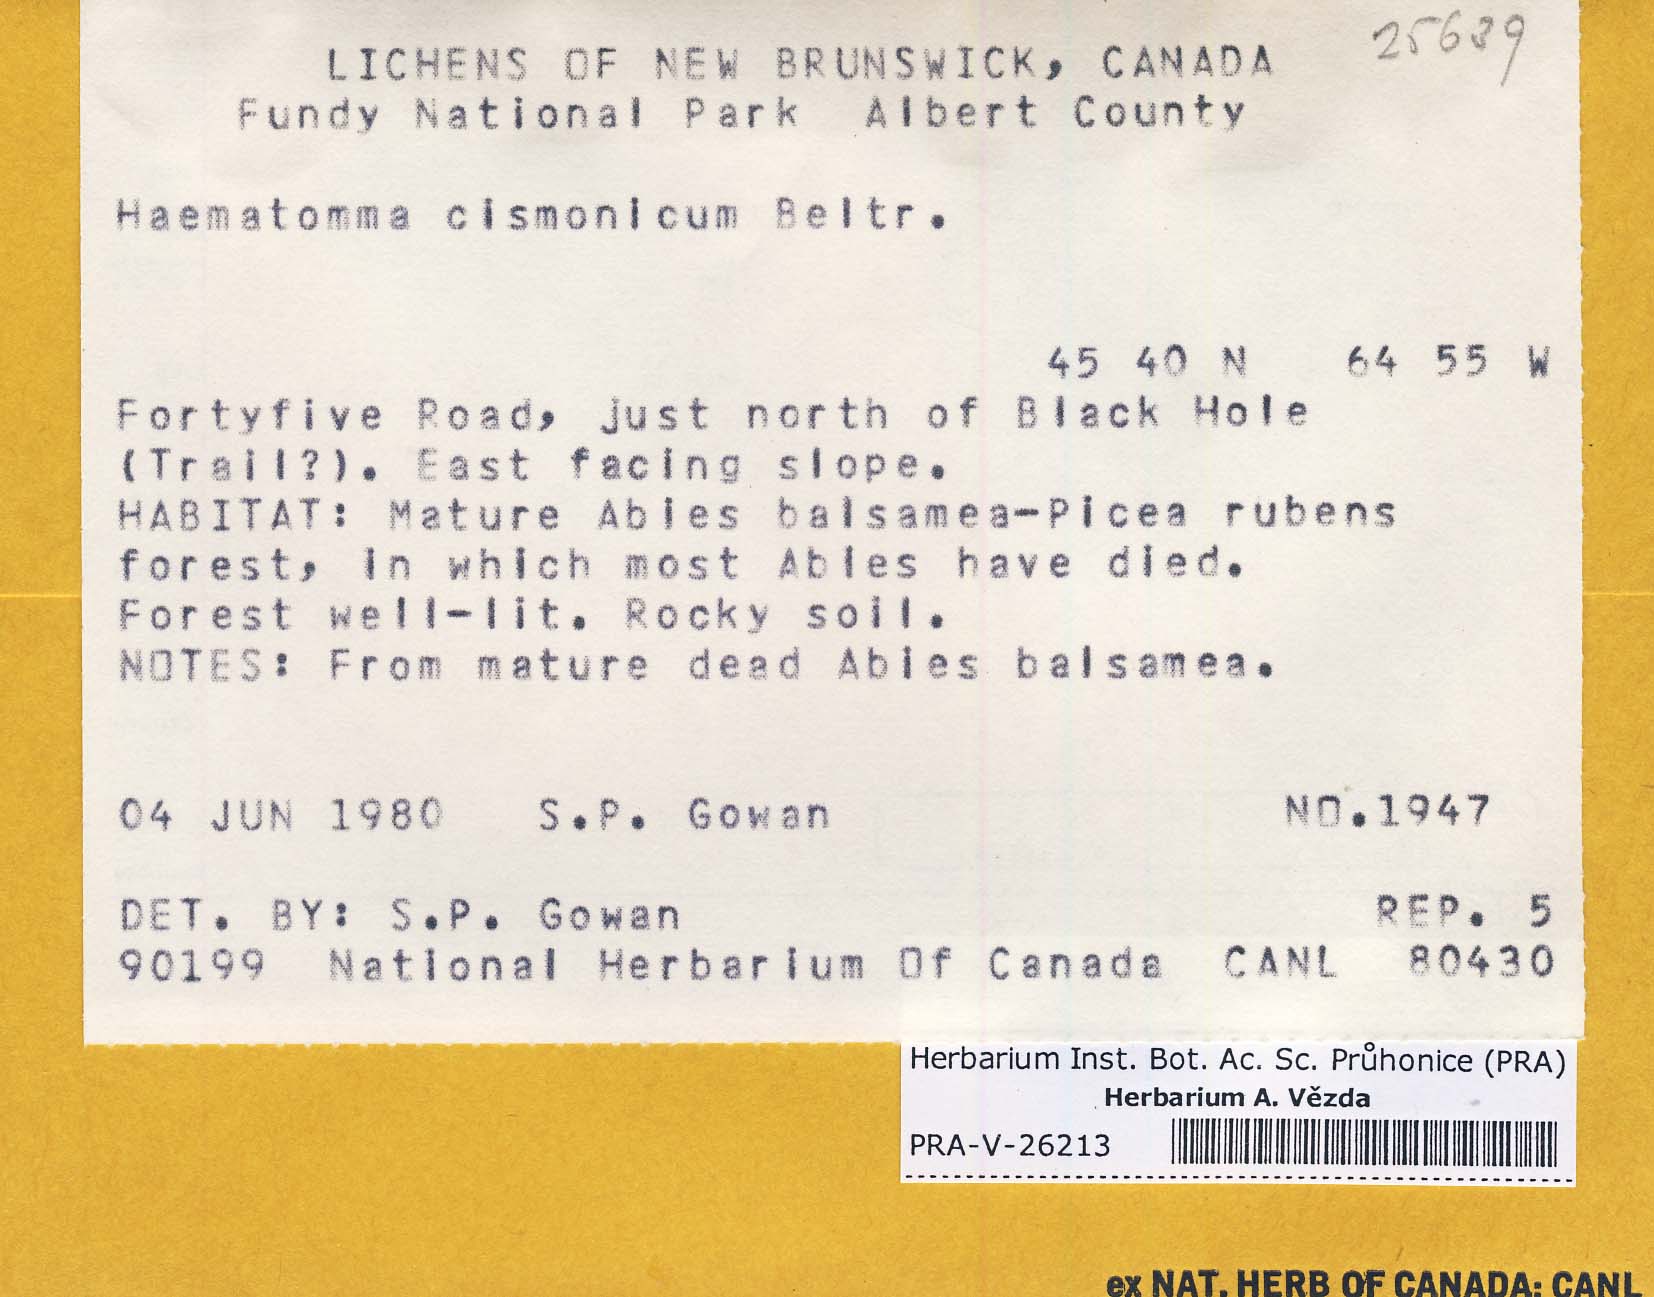 25639
LICHENS OF NEW BRUNSWICK, CANADA
Fundy National Park  Albert County
Haematomma cismonicum Beltr.
45 40 N   64 55 W
Fortyfive Road, just north of Black Hole
(Trail?). East facing slope.
HABITAT: Mature Abies balsamea-Picea rubens
forest, in which most Abies have died.
Forest well-lit. Rocky soil.
NOTES: From mature dead Abies balsamea.
04 JUN 1980   S.P. Gowan   NO.1947
DET. BY: S.P. Gowan   REP. 5
90199  National Herbarium Of Canada  CANL  80430
Herbarium Inst. Bot. Ac. Sc. Průhonice (PRA)
Herbarium A. Vězda
PRA-V-26213
ex NAT. HERB OF CANADA: CANL